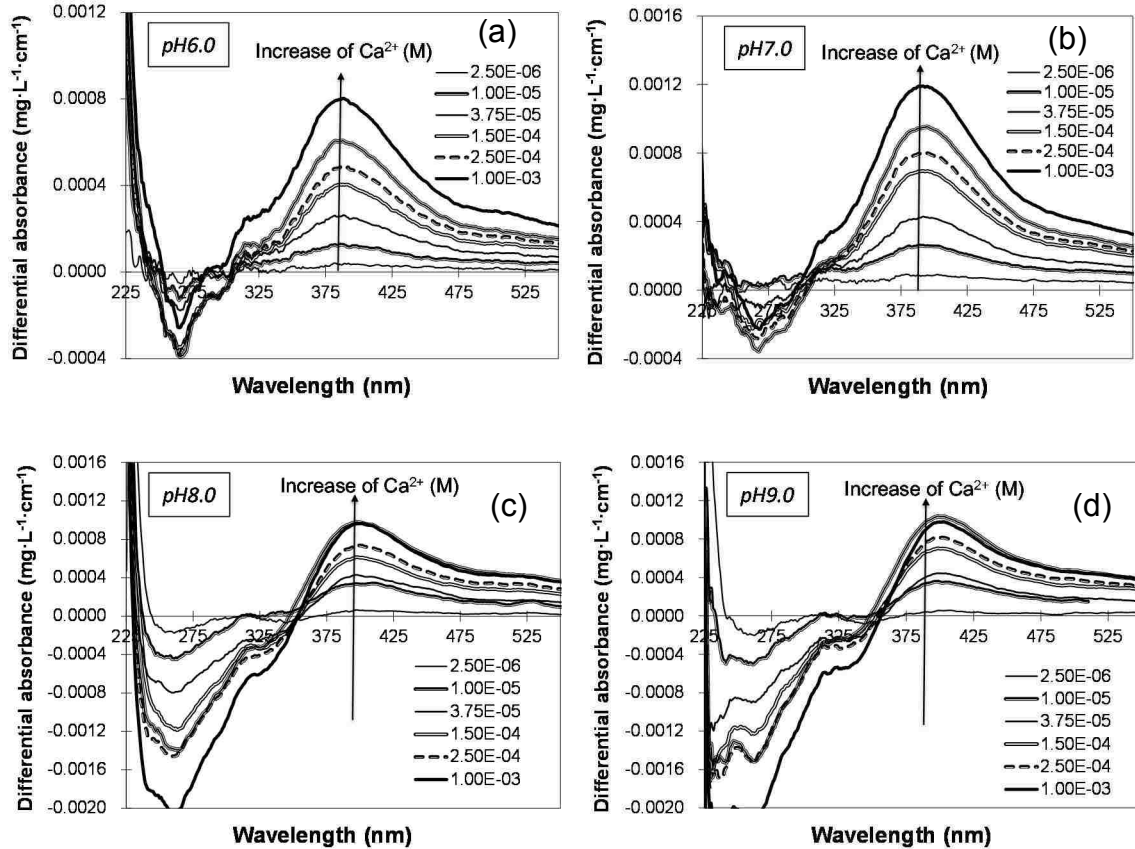 (a)
pH6.0
Increase of Ca²⁺ (M)
2.50E-06
1.00E-05
3.75E-05
1.50E-04
2.50E-04
1.00E-03
0.0012
0.0008
0.0004
0.0000
-0.0004
225
275
325
375
425
475
525
Differential absorbance (mg·L⁻¹·cm⁻¹)
Wavelength (nm)
(b)
pH7.0
Increase of Ca²⁺ (M)
2.50E-06
1.00E-05
3.75E-05
1.50E-04
2.50E-04
1.00E-03
0.0016
0.0012
0.0008
0.0004
0.0000
-0.0004
225
275
325
375
425
475
525
Differential absorbance (mg·L⁻¹·cm⁻¹)
Wavelength (nm)
(c)
pH8.0
Increase of Ca²⁺ (M)
2.50E-06
1.00E-05
3.75E-05
1.50E-04
2.50E-04
1.00E-03
0.0016
0.0012
0.0008
0.0004
0.0000
-0.0004
-0.0008
-0.0012
-0.0016
-0.0020
225
275
325
375
425
475
525
Differential absorbance (mg·L⁻¹·cm⁻¹)
Wavelength (nm)
(d)
pH9.0
Increase of Ca²⁺ (M)
2.50E-06
1.00E-05
3.75E-05
1.50E-04
2.50E-04
1.00E-03
0.0016
0.0012
0.0008
0.0004
0.0000
-0.0004
-0.0008
-0.0012
-0.0016
-0.0020
225
275
325
375
425
475
525
Differential absorbance (mg·L⁻¹·cm⁻¹)
Wavelength (nm)